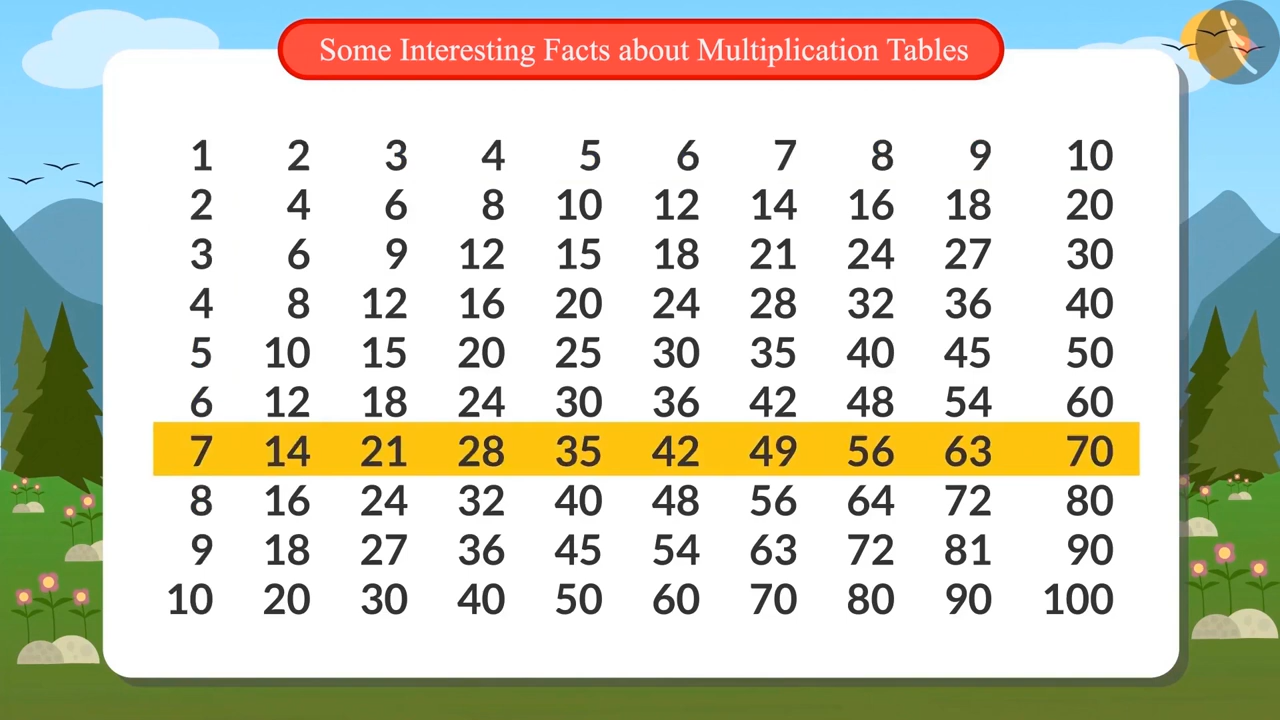 Some Interesting Facts about Multiplication Tables
1 2 3 4 5 6 7 8 9 10
2 4 6 8 10 12 14 16 18 20
3 6 9 12 15 18 21 24 27 30
4 8 12 16 20 24 28 32 36 40
5 10 15 20 25 30 35 40 45 50
6 12 18 24 30 36 42 48 54 60
7 14 21 28 35 42 49 56 63 70
8 16 24 32 40 48 56 64 72 80
9 18 27 36 45 54 63 72 81 90
10 20 30 40 50 60 70 80 90 100